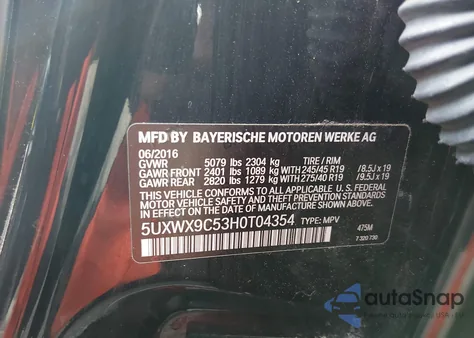 MFD BY BAYERISCHE MOTOREN WERKE AG
06/2016
GVWR 5079 lbs 2304 kg TIRE / RIM
GAWR FRONT 2401 lbs 1089 kg WITH 245/45 R19 /8.5J x 19
GAWR REAR 2820 lbs 1279 kg WITH 275/40 R19 /9.5J x 19
THIS VEHICLE CONFORMS TO ALL APPLICABLE
U.S. FEDERAL MOTOR VEHICLE SAFETY STANDARDS
IN EFFECT ON THE DATE OF MANUFACTURE SHOWN ABOVE.
5UXWX9C53H0T04354 TYPE: MPV
475M
7 320 730
autoSnap